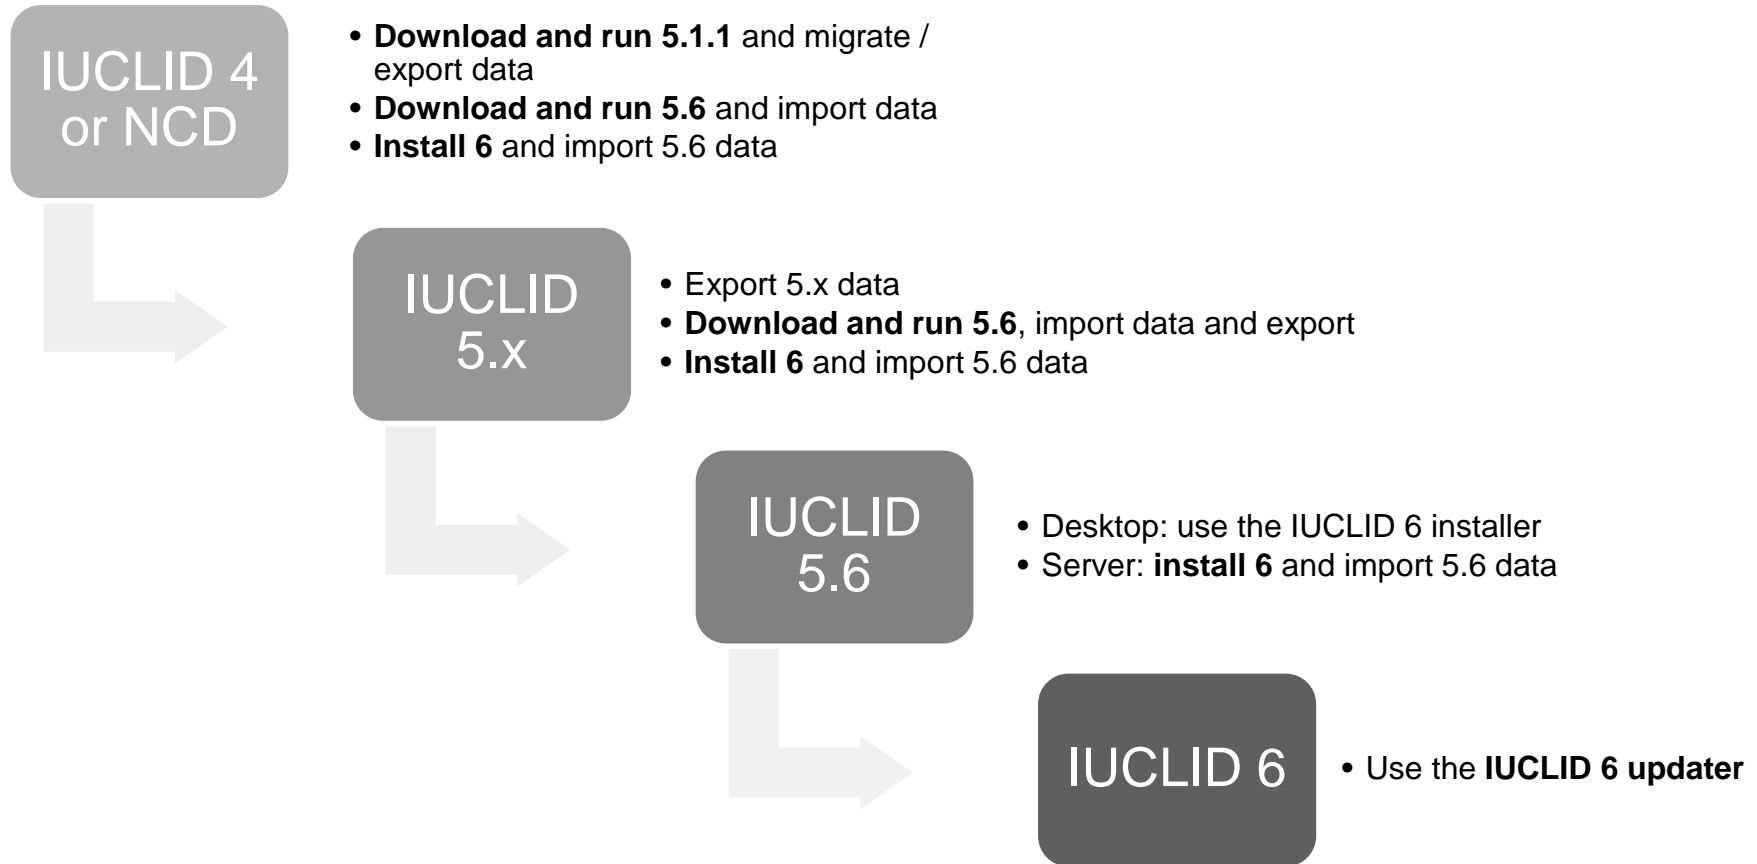 IUCLID 4
or NCD
• Download and run 5.1.1 and migrate /
export data
• Download and run 5.6 and import data
• Install 6 and import 5.6 data
IUCLID
5.x
• Export 5.x data
• Download and run 5.6, import data and export
• Install 6 and import 5.6 data
IUCLID
5.6
• Desktop: use the IUCLID 6 installer
• Server: install 6 and import 5.6 data
IUCLID 6
• Use the IUCLID 6 updater